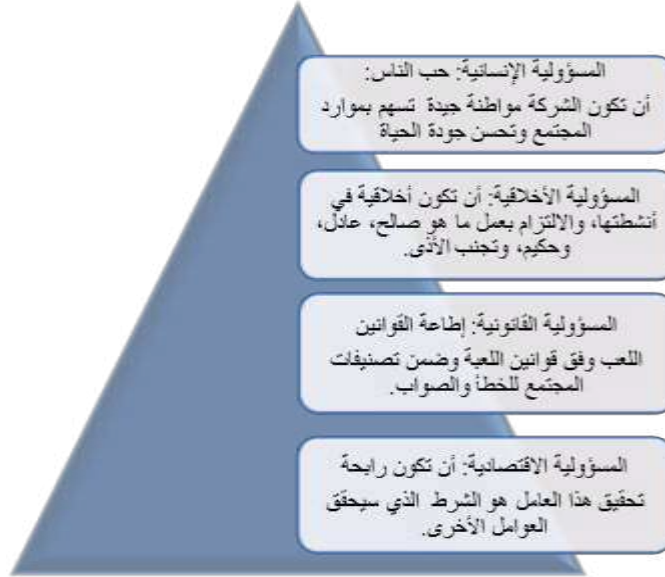 المسؤولية الإنسانية: حب الناس:
أن تكون الشركة مواطنة جيدة تسهم بموارد
المجتمع وتحسن جودة الحياة
المسؤولية الأخلاقية: أن تكون أخلاقية في
أنشطتها، والالتزام بعمل ما هو صالح، عادل،
وحكيم، وتجنب الأذى.
المسؤولية القانونية: إطاعة القوانين
اللعب وفق قوانين اللعبة وضمن تصنيفات
المجتمع للخطأ والصواب.
المسؤولية الاقتصادية: أن تكون رابحة
تحقيق هذا العامل هو الشرط الذي سيحقق
العوامل الأخرى.